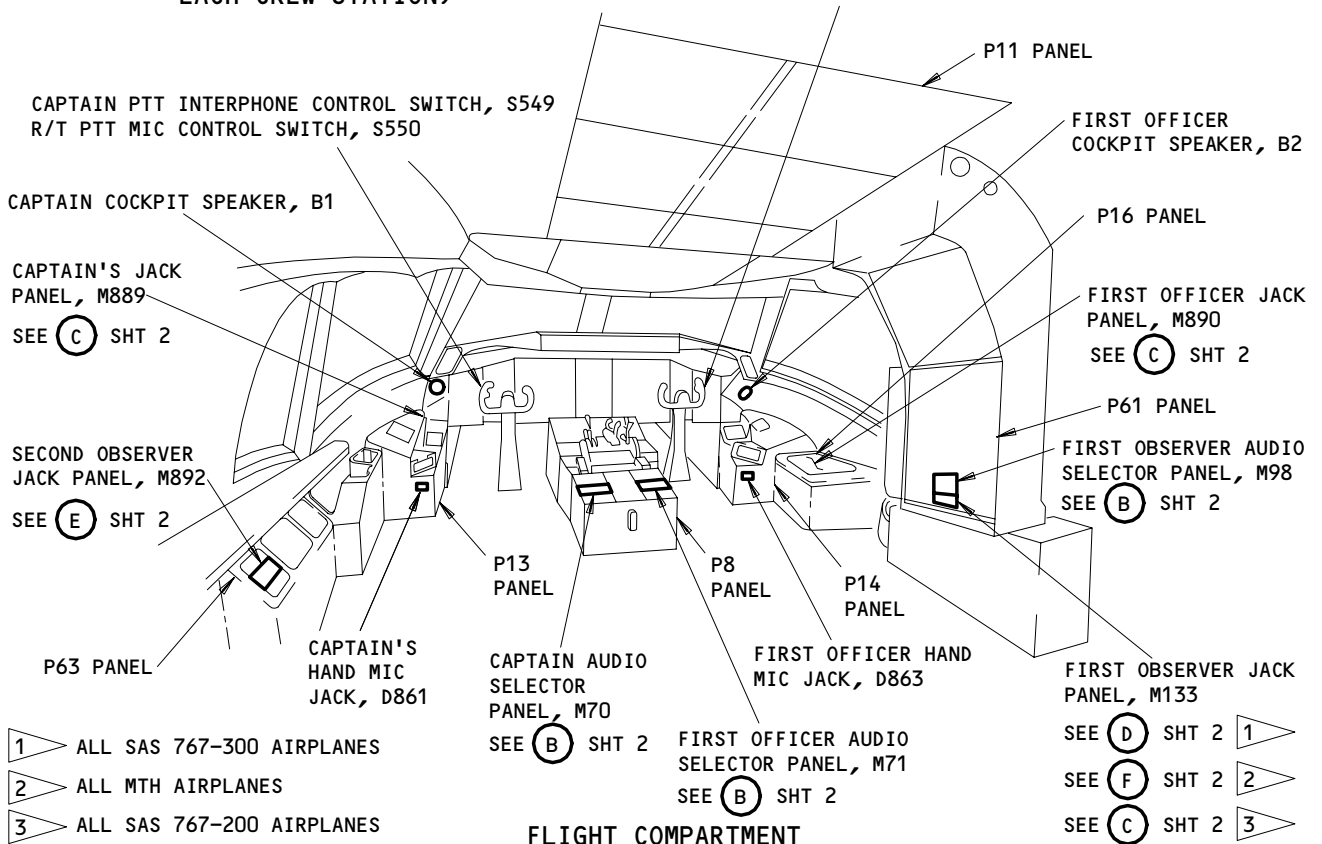 EACH CREW STATION)
P11 PANEL
CAPTAIN PTT INTERPHONE CONTROL SWITCH, S549
R/T PTT MIC CONTROL SWITCH, S550
FIRST OFFICER
COCKPIT SPEAKER, B2
CAPTAIN COCKPIT SPEAKER, B1
P16 PANEL
CAPTAIN'S JACK
PANEL, M889
SEE C SHT 2
FIRST OFFICER JACK
PANEL, M890
SEE C SHT 2
P61 PANEL
SECOND OBSERVER
JACK PANEL, M892
SEE E SHT 2
FIRST OBSERVER AUDIO
SELECTOR PANEL, M98
SEE B SHT 2
P13
PANEL
P8
PANEL
P14
PANEL
P63 PANEL
CAPTAIN'S
HAND MIC
JACK, D861
CAPTAIN AUDIO
SELECTOR
PANEL, M70
SEE B SHT 2
FIRST OFFICER HAND
MIC JACK, D863
FIRST OFFICER AUDIO
SELECTOR PANEL, M71
SEE B SHT 2
FIRST OBSERVER JACK
PANEL, M133
SEE D SHT 2 1
SEE F SHT 2 2
SEE C SHT 2 3
1 ALL SAS 767-300 AIRPLANES
2 ALL MTH AIRPLANES
3 ALL SAS 767-200 AIRPLANES
FLIGHT COMPARTMENT